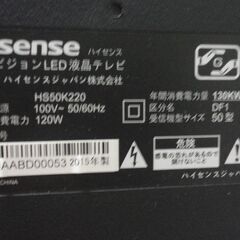 sense
ハイセンス
ビジョンLED液晶テレビ
ハイセンスジャパン株式会社
HS50K220
源 100V~ 50/60Hz
費電力 120W
年間消費電力量 130KW
区分名 DF1
受信機型サイズ 50型
AABD00053 2015年 製
ハイセンスジャパン
CHINA